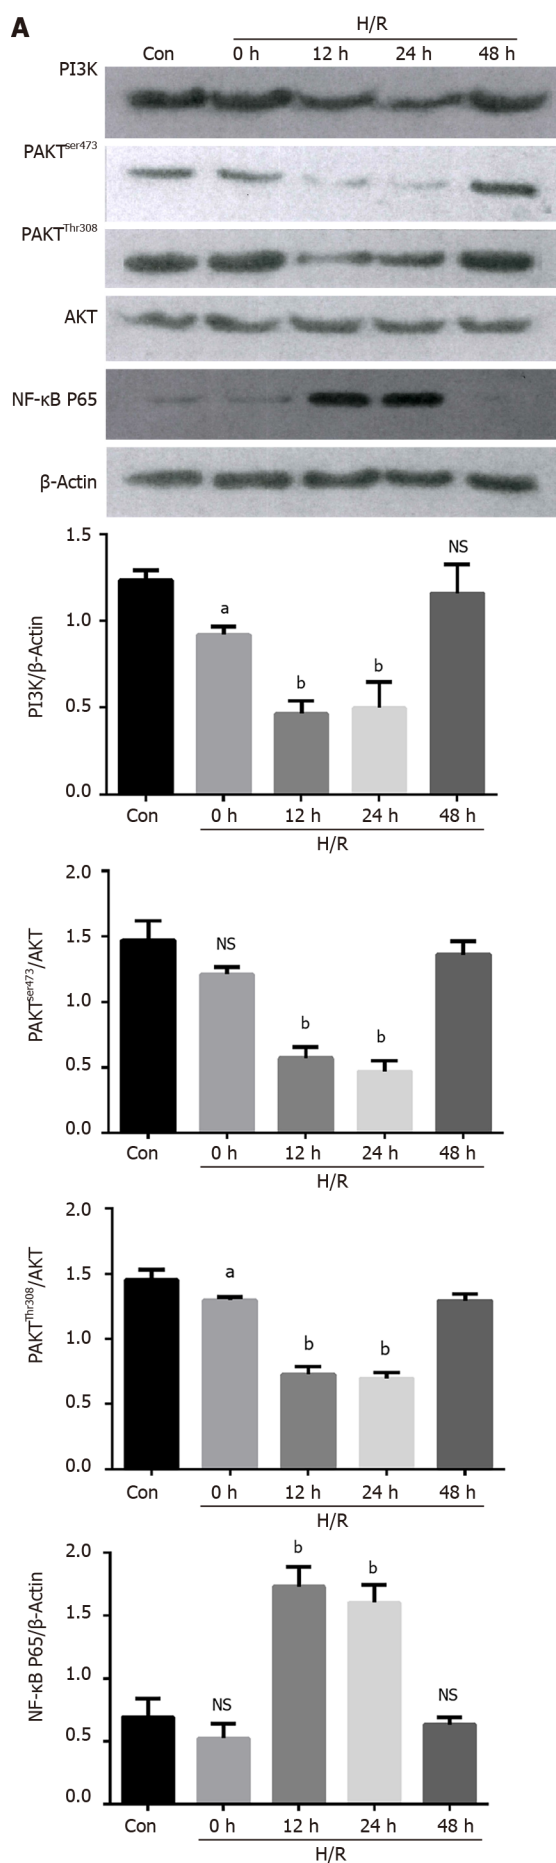 A
H/R
Con 0 h 12 h 24 h 48 h
PI3K
PAKTser473
PAKTThr308
AKT
NF-κB P65
β-Actin
1.5
1.0
0.5
0.0
PI3K/β-Actin
a
b
b
NS
Con 0 h 12 h 24 h 48 h
H/R
2.0
1.5
1.0
0.5
0.0
PAKTser473/AKT
NS
b
b
Con 0 h 12 h 24 h 48 h
H/R
2.0
1.5
1.0
0.5
0.0
PAKTThr308/AKT
a
b
b
Con 0 h 12 h 24 h 48 h
H/R
2.0
1.5
1.0
0.5
0.0
NF-κB P65/β-Actin
NS
b
b
NS
Con 0 h 12 h 24 h 48 h
H/R